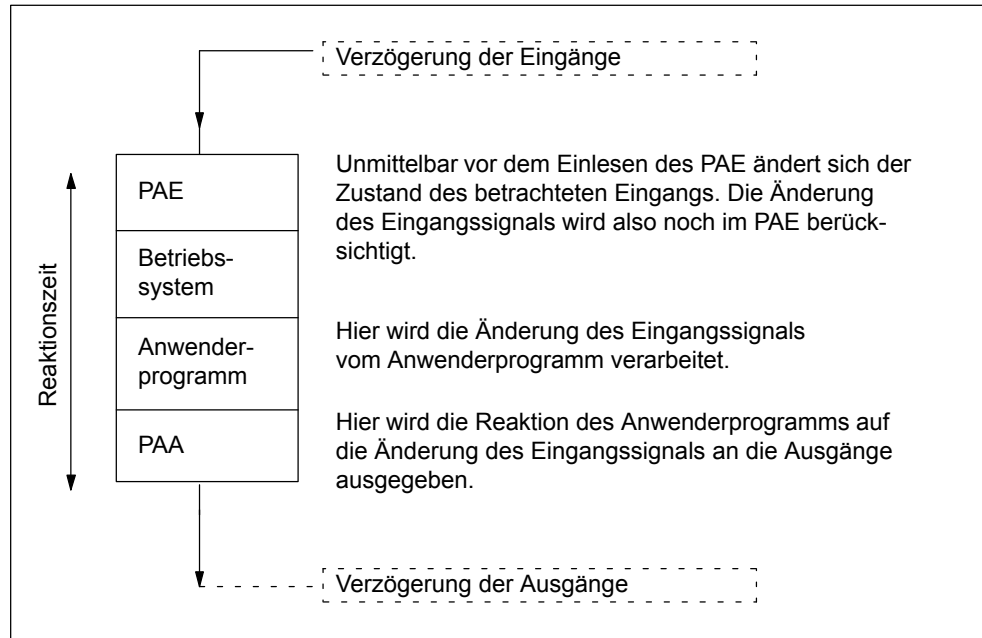 Verzögerung der Eingänge
Reaktionszeit
PAE
Unmittelbar vor dem Einlesen des PAE ändert sich der
Zustand des betrachteten Eingangs. Die Änderung
des Eingangssignals wird also noch im PAE berück-
sichtigt.
Betriebs-
system
Anwender-
programm
Hier wird die Änderung des Eingangssignals
vom Anwenderprogramm verarbeitet.
PAA
Hier wird die Reaktion des Anwenderprogramms auf
die Änderung des Eingangssignals an die Ausgänge
ausgegeben.
Verzögerung der Ausgänge